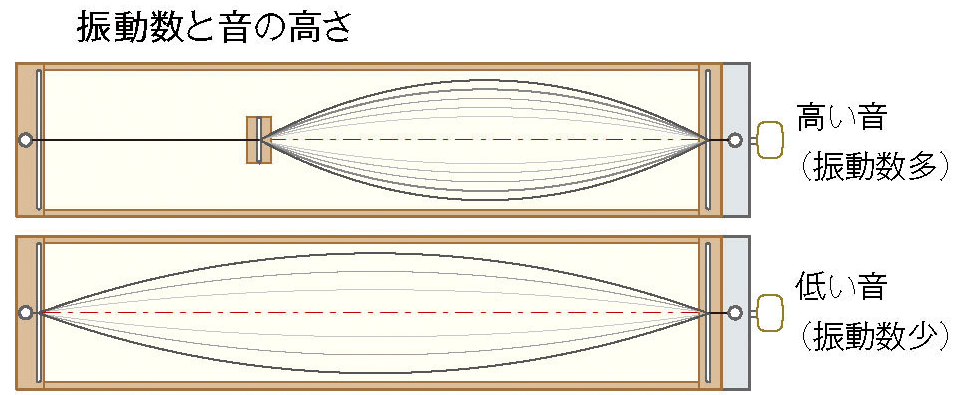 振動数と音の高さ
高い音
（振動数多）
低い音
（振動数少）